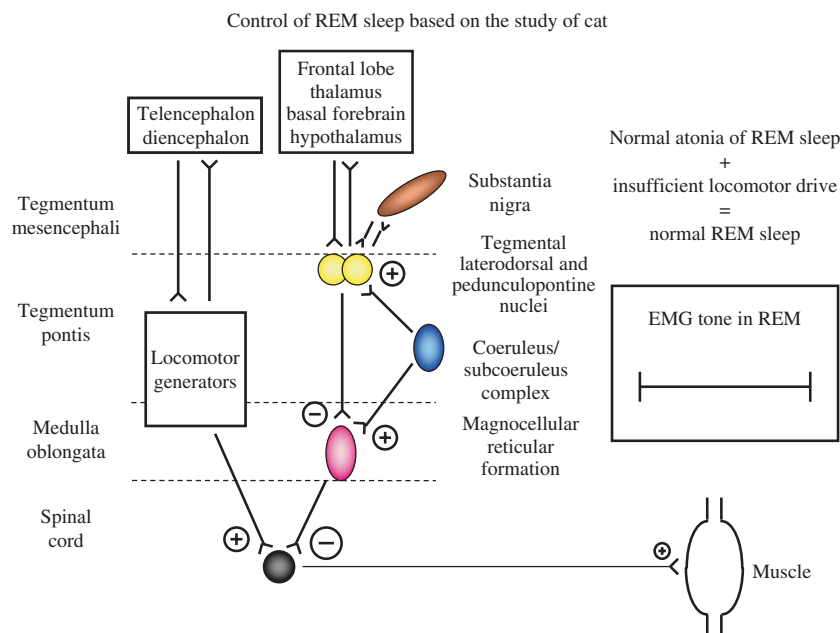 Control of REM sleep based on the study of cat
Telencephalon
diencephalon
Frontal lobe
thalamus
basal forebrain
hypothalamus
Normal atonia of REM sleep
+
insufficient locomotor drive
=
normal REM sleep
Tegmentum
mesencephali
Substantia
nigra
Tegmental
laterodorsal and
pedunculopontine
nuclei
+
Tegmentum
pontis
Locomotor
generators
Coeruleus/
subcoeruleus
complex
EMG tone in REM
Medulla
oblongata
−
+
Magnocellular
reticular
formation
Spinal
cord
+
−
+
Muscle